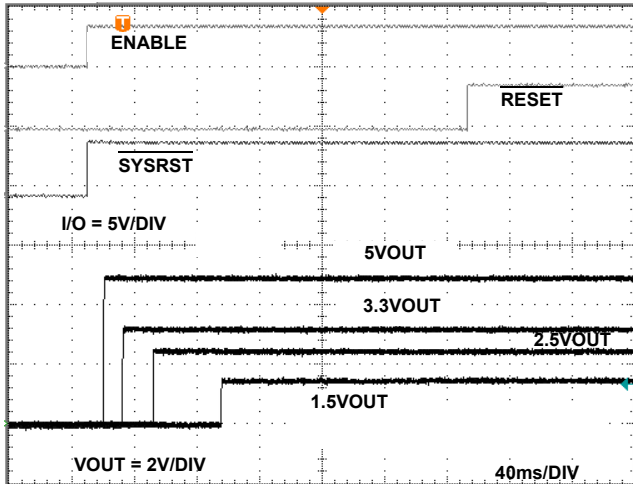 T
ENABLE
RESET
SYSRST
I/O = 5V/DIV
5VOUT
3.3VOUT
2.5VOUT
1.5VOUT
VOUT = 2V/DIV
40ms/DIV